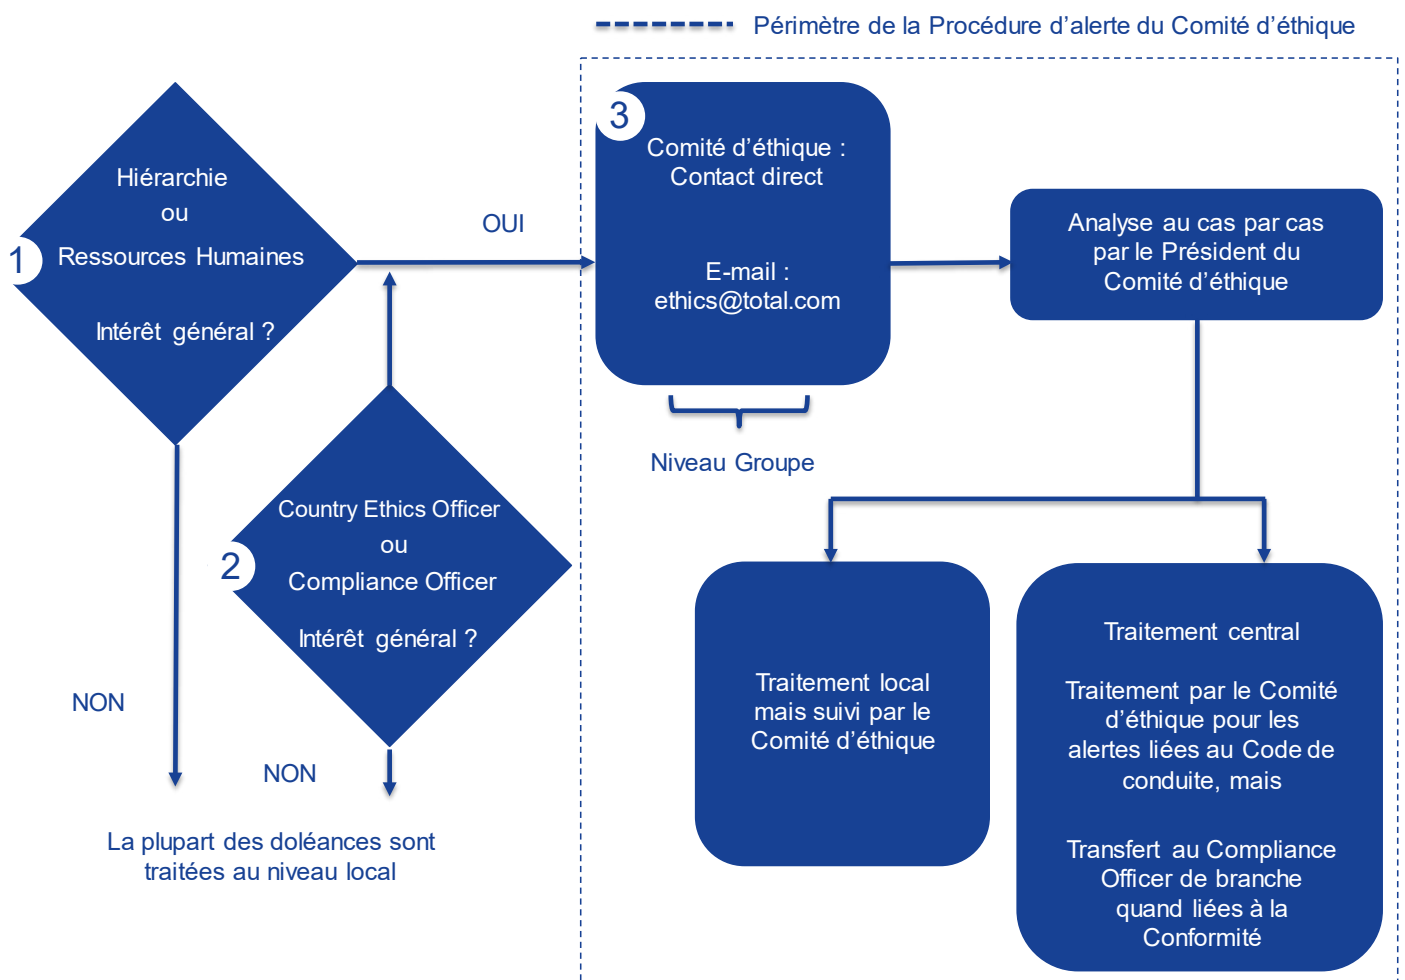 Périmètre de la Procédure d'alerte du Comité d'éthique
1
Hiérarchie
ou
Ressources Humaines
Intérêt général ?
OUI
NON
2
Country Ethics Officer
ou
Compliance Officer
Intérêt général ?
NON
La plupart des doléances sont
traitées au niveau local
3
Comité d'éthique :
Contact direct
E-mail :
ethics@total.com
Niveau Groupe
Analyse au cas par cas
par le Président du
Comité d'éthique
Traitement local
mais suivi par le
Comité d'éthique
Traitement central
Traitement par le Comité
d'éthique pour les
alertes liées au Code de
conduite, mais
Transfert au Compliance
Officer de branche
quand liées à la
Conformité